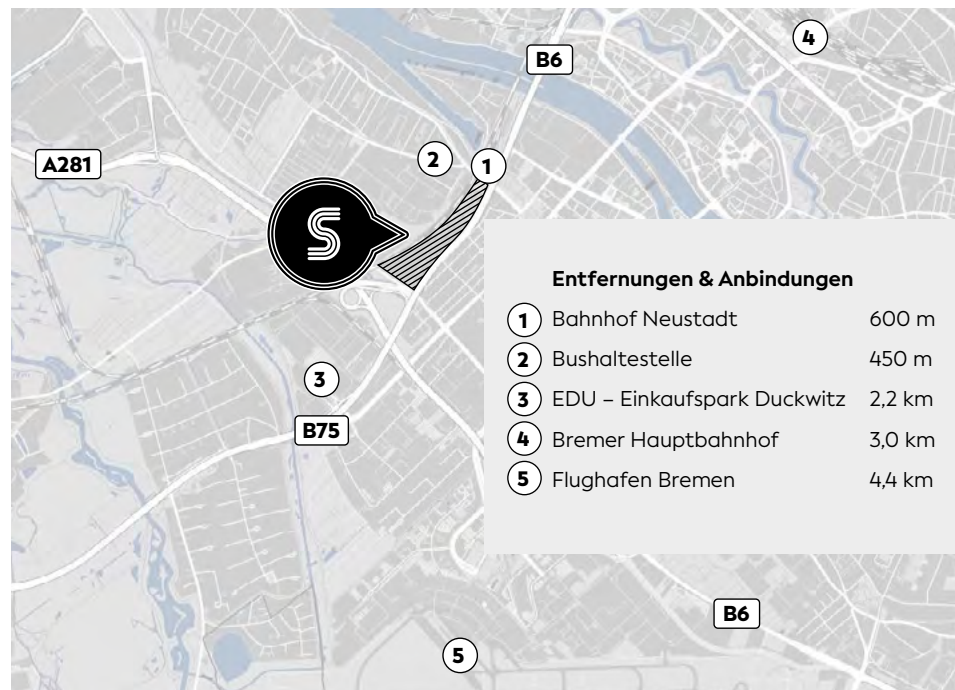 B6
4
A281
2
1
S
Entfernungen & Anbindungen
1 Bahnhof Neustadt 600 m
2 Bushaltestelle 450 m
3 EDU – Einkaufspark Duckwitz 2,2 km
4 Bremer Hauptbahnhof 3,0 km
5 Flughafen Bremen 4,4 km
3
B75
B6
5